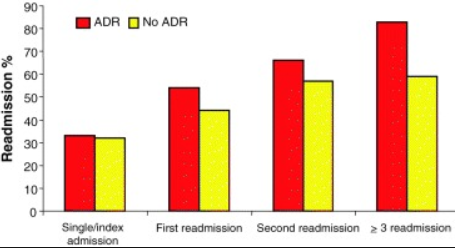 90
ADR No ADR
80
70
60
50
40
30
20
10
0
Readmission %
Single/index
admission
First readmission
Second readmission
≥ 3 readmission